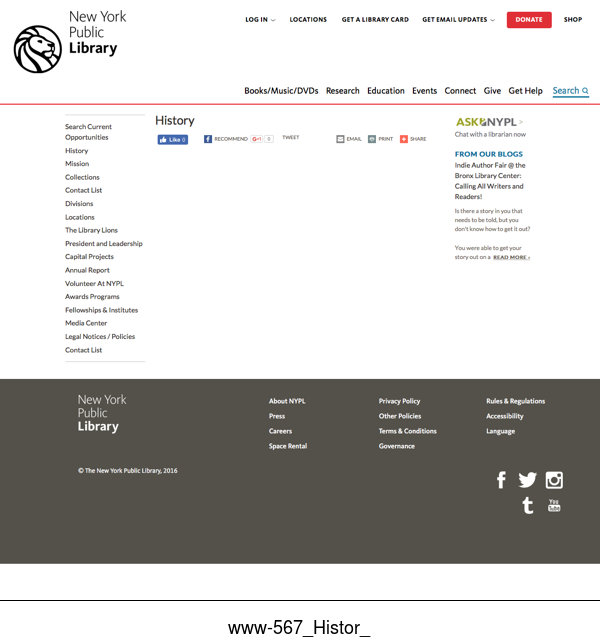 New York
Public
Library
LOG IN
LOCATIONS
GET A LIBRARY CARD
GET EMAIL UPDATES
DONATE
SHOP
Books/Music/DVDs Research Education Events Connect Give Get Help Search
Search Current
Opportunities
History
Mission
Collections
Contact List
Divisions
Locations
The Library Lions
President and Leadership
Capital Projects
Annual Report
Volunteer At NYPL
Awards Programs
Fellowships & Institutes
Media Center
Legal Notices / Policies
Contact List
History
Like 0
RECOMMEND
G+1 0
TWEET
EMAIL
PRINT
SHARE
ASK NYPL >
Chat with a librarian now
FROM OUR BLOGS
Indie Author Fair @ the
Bronx Library Center:
Calling All Writers and
Readers!
Is there a story in you that
needs to be told, but you
don't know how to get it out?
You were able to get your
story out on a READ MORE ›
New York
Public
Library
© The New York Public Library, 2016
About NYPL
Press
Careers
Space Rental
Privacy Policy
Other Policies
Terms & Conditions
Governance
Rules & Regulations
Accessibility
Language
You
Tube
www-567_Histor_